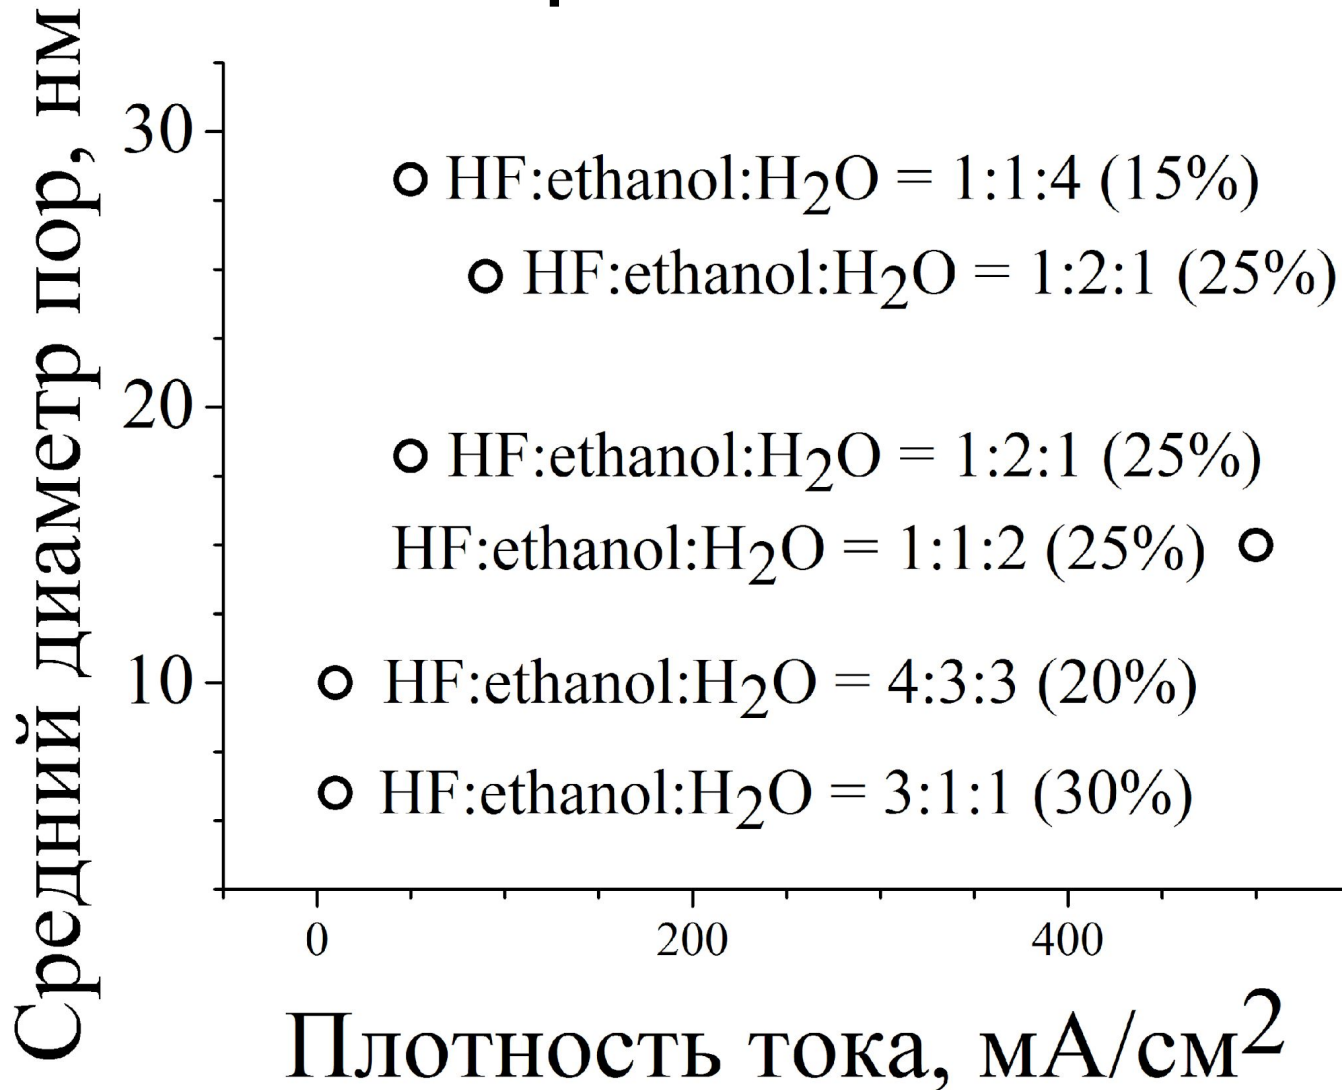 Средний диаметр пор, нм
30
20
10
HF:ethanol:H2O = 1:1:4 (15%)
HF:ethanol:H2O = 1:2:1 (25%)
HF:ethanol:H2O = 1:2:1 (25%)
HF:ethanol:H2O = 1:1:2 (25%)
HF:ethanol:H2O = 4:3:3 (20%)
HF:ethanol:H2O = 3:1:1 (30%)
0 200 400
Плотность тока, мА/см2